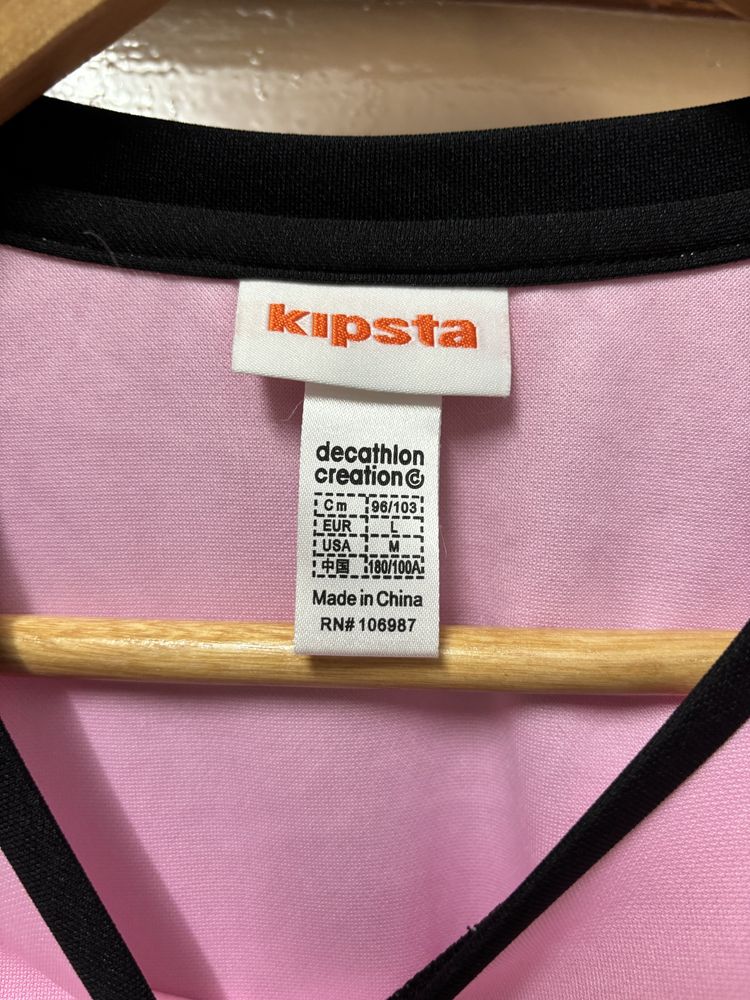 kipsta
decathlon
creation
Cm 96/103
EUR L
USA M
中国 180/100A
Made in China
RN# 106987